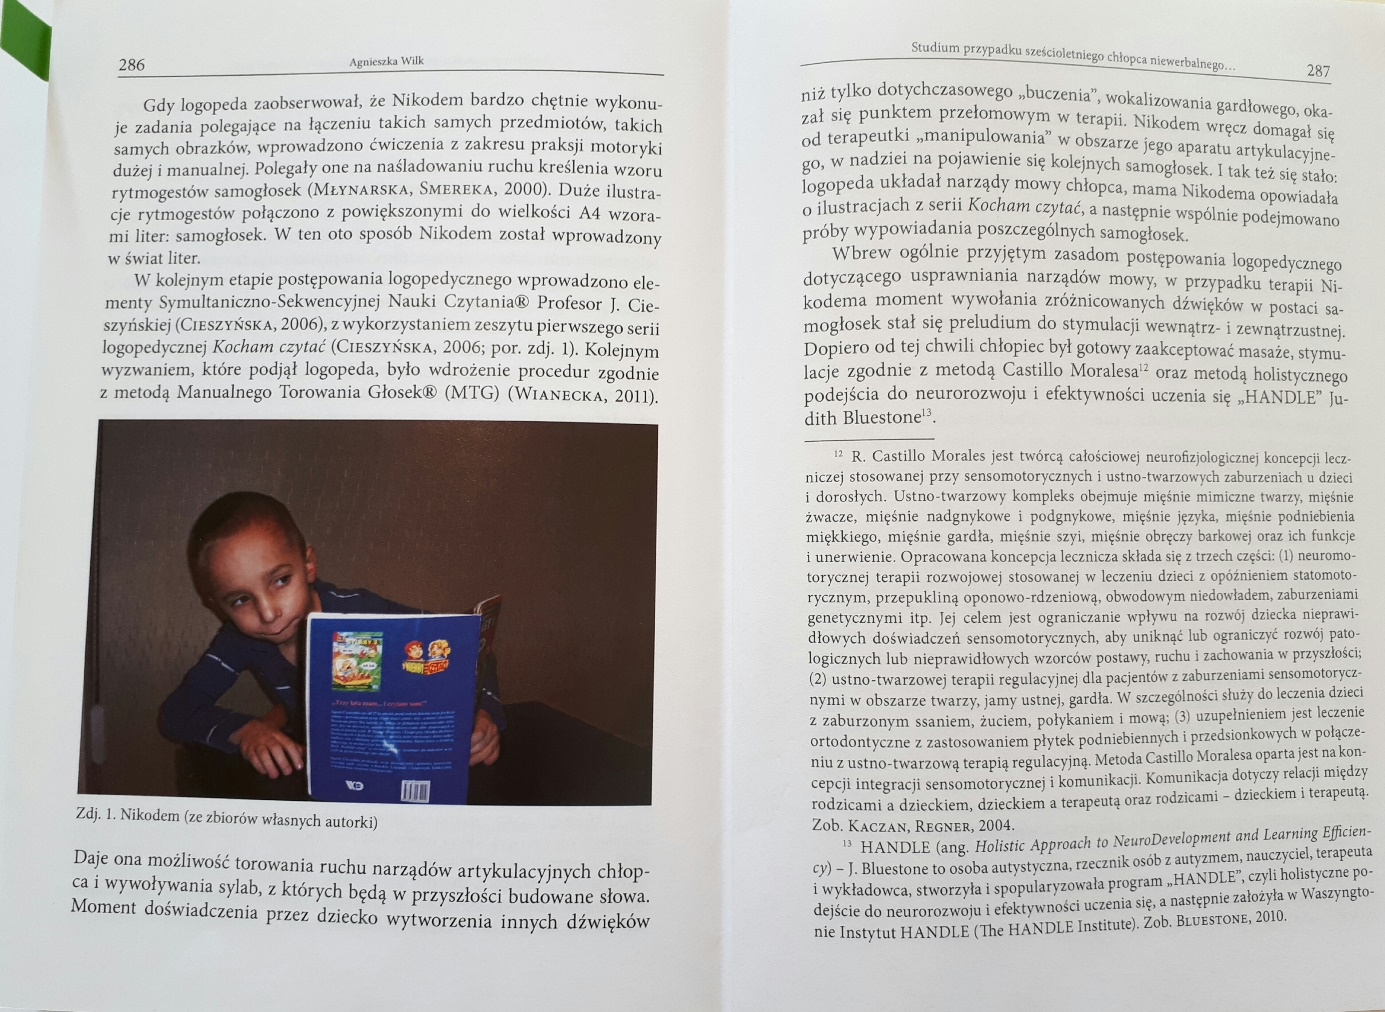 286
Agnieszka Wilk
Gdy logopeda zaobserwował, że Nikodem bardzo chętnie wykonu-
je zadania polegające na łączeniu takich samych przedmiotów, takich
samych obrazków, wprowadzono ćwiczenia z zakresu praksji motoryki
dużej i manualnej. Polegały one na naśladowaniu ruchu kreślenia wzoru
rytmogestów samogłosek (MŁYNARSKA, SMEREKA, 2000). Duże ilustra-
cje rytmogestów połączono z powiększonymi do wielkości A4 wzora-
mi liter: samogłosek. W ten oto sposób Nikodem został wprowadzony
w świat liter.
W kolejnym etapie postępowania logopedycznego wprowadzono ele-
menty Symultaniczno-Sekwencyjnej Nauki Czytania® Profesor J. Cie-
szyńskiej (CIESZYŃSKA, 2006), z wykorzystaniem zeszytu pierwszego serii
logopedycznej Kocham czytać (CIESZYŃSKA, 2006; por. zdj. 1). Kolejnym
wyzwaniem, które podjął logopeda, było wdrożenie procedur zgodnie
z metodą Manualnego Torowania Głosek® (MTG) (WIANECKA, 2011).
Zdj. 1. Nikodem (ze zbiorów własnych autorki)
Daje ona możliwość torowania ruchu narządów artykulacyjnych chłop-
ca i wywoływania sylab, z których będą w przyszłości budowane słowa.
Moment doświadczenia przez dziecko wytworzenia innych dźwięków
Studium przypadku sześcioletniego chłopca niewerbalnego...
287
niż tylko dotychczasowego „buczenia”, wokalizowania gardłowego, oka-
zał się punktem przełomowym w terapii. Nikodem wręcz domagał się
od terapeutki „manipulowania” w obszarze jego aparatu artykulacyjne-
go, w nadziei na pojawienie się kolejnych samogłosek. I tak też się stało:
logopeda układał narządy mowy chłopca, mama Nikodema opowiadała
o ilustracjach z serii Kocham czytać, a następnie wspólnie podejmowano
próby wypowiadania poszczególnych samogłosek.
Wbrew ogólnie przyjętym zasadom postępowania logopedycznego
dotyczącego usprawniania narządów mowy, w przypadku terapii Ni-
kodema moment wywołania zróżnicowanych dźwięków w postaci sa-
mogłosek stał się preludium do stymulacji wewnątrz- i zewnątrzustnej.
Dopiero od tej chwili chłopiec był gotowy zaakceptować masaże, stymu-
lacje zgodnie z metodą Castillo Moralesa¹² oraz metodą holistycznego
podejścia do neurorozwoju i efektywności uczenia się „HANDLE” Ju-
dith Bluestone¹³.
¹² R. Castillo Morales jest twórcą całościowej neurofizjologicznej koncepcji lecz-
niczej stosowanej przy sensomotorycznych i ustno-twarzowych zaburzeniach u dzieci
i dorosłych. Ustno-twarzowy kompleks obejmuje mięśnie mimiczne twarzy, mięśnie
żwacze, mięśnie nadgnykowe i podgnykowe, mięśnie języka, mięśnie podniebienia
miękkiego, mięśnie gardła, mięśnie szyi, mięśnie obręczy barkowej oraz ich funkcje
i unerwienie. Opracowana koncepcja lecznicza składa się z trzech części: (1) neuromo-
torycznej terapii rozwojowej stosowanej w leczeniu dzieci z opóźnieniem statomoto-
rycznym, przepukliną oponowo-rdzeniową, obwodowym niedowładem, zaburzeniami
genetycznymi itp. Jej celem jest ograniczanie wpływu na rozwój dziecka nieprawi-
dłowych doświadczeń sensomotorycznych, aby uniknąć lub ograniczyć rozwój pato-
logicznych lub nieprawidłowych wzorców postawy, ruchu i zachowania w przyszłości;
(2) ustno-twarzowej terapii regulacyjnej dla pacjentów z zaburzeniami sensomotorycz-
nymi w obszarze twarzy, jamy ustnej, gardła. W szczególności służy do leczenia dzieci
z zaburzonym ssaniem, żuciem, połykaniem i mową; (3) uzupełnieniem jest leczenie
ortodontyczne z zastosowaniem płytek podniebiennych i przedsionkowych w połącze-
niu z ustno-twarzową terapią regulacyjną. Metoda Castillo Moralesa oparta jest na kon-
cepcji integracji sensomotorycznej i komunikacji. Komunikacja dotyczy relacji między
rodzicami a dzieckiem, dzieckiem a terapeutą oraz rodzicami – dzieckiem i terapeutą.
Zob. KACZAN, REGNER, 2004.
¹³ HANDLE (ang. Holistic Approach to NeuroDevelopment and Learning Efficien-
cy) – J. Bluestone to osoba autystyczna, rzecznik osób z autyzmem, nauczyciel, terapeuta
i wykładowca, stworzyła i spopularyzowała program „HANDLE”, czyli holistyczne po-
dejście do neurorozwoju i efektywności uczenia się, a następnie założyła w Waszyngto-
nie Instytut HANDLE (The HANDLE Institute). Zob. BLUESTONE, 2010.